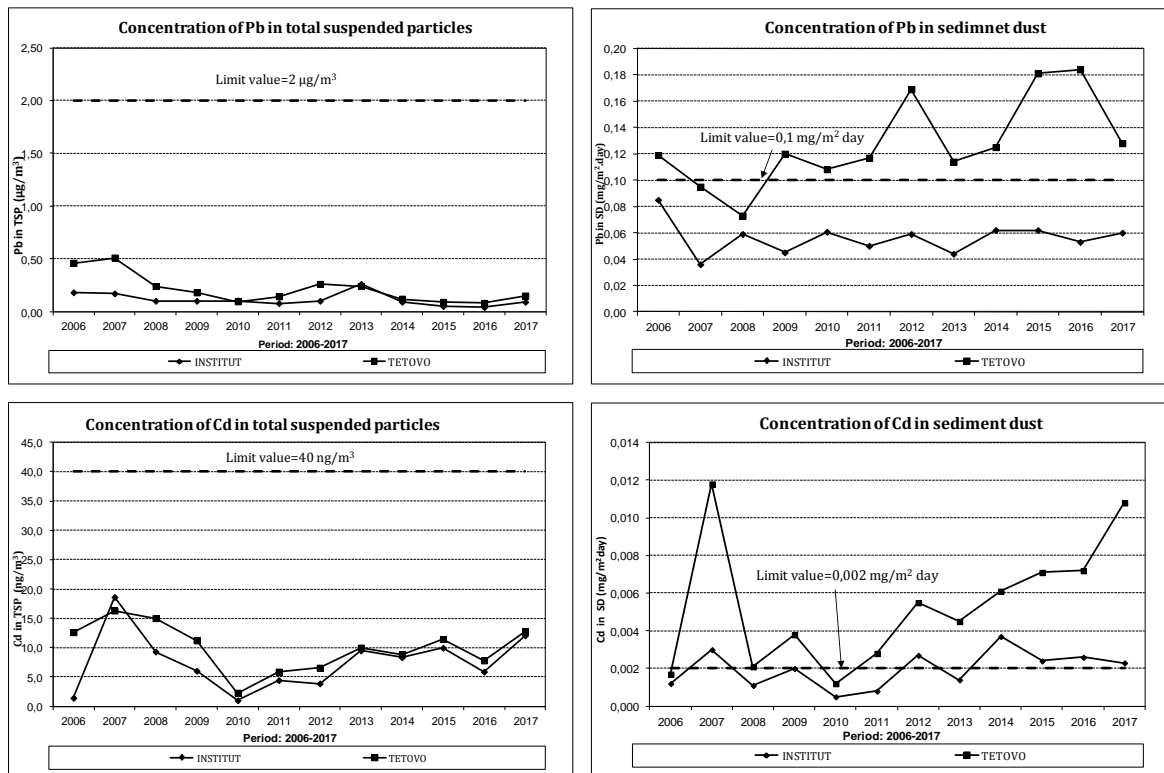 Concentration of Pb in total suspended particles
2,50
Limit value=2 µg/m³
2,00
1,50
1,00
0,50
0,00
Pb in TSP (µg/m³)
2006 2007 2008 2009 2010 2011 2012 2013 2014 2015 2016 2017
Period: 2006-2017
INSTITUT TETOVO
Concentration of Pb in sedimnet dust
0,20
0,18
0,16
0,14
Limit value=0,1 mg/m² day
0,12
0,10
0,08
0,06
0,04
0,02
0,00
Pb in SD (mg/m².day)
2006 2007 2008 2009 2010 2011 2012 2013 2014 2015 2016 2017
Period: 2006-2017
INSTITUT TETOVO
Concentration of Cd in total suspended particles
45,0
Limit value=40 ng/m³
40,0
35,0
30,0
25,0
20,0
15,0
10,0
5,0
0,0
Cd in TSP (ng/m³)
2006 2007 2008 2009 2010 2011 2012 2013 2014 2015 2016 2017
Period: 2006-2017
INSTITUT TETOVO
Concentration of Cd in sediment dust
0,014
0,012
0,010
0,008
Limit value=0,002 mg/m² day
0,006
0,004
0,002
0,000
Cd in SD (mg/m²day)
2006 2007 2008 2009 2010 2011 2012 2013 2014 2015 2016 2017
Period: 2006-2017
INSTITUT TETOVO